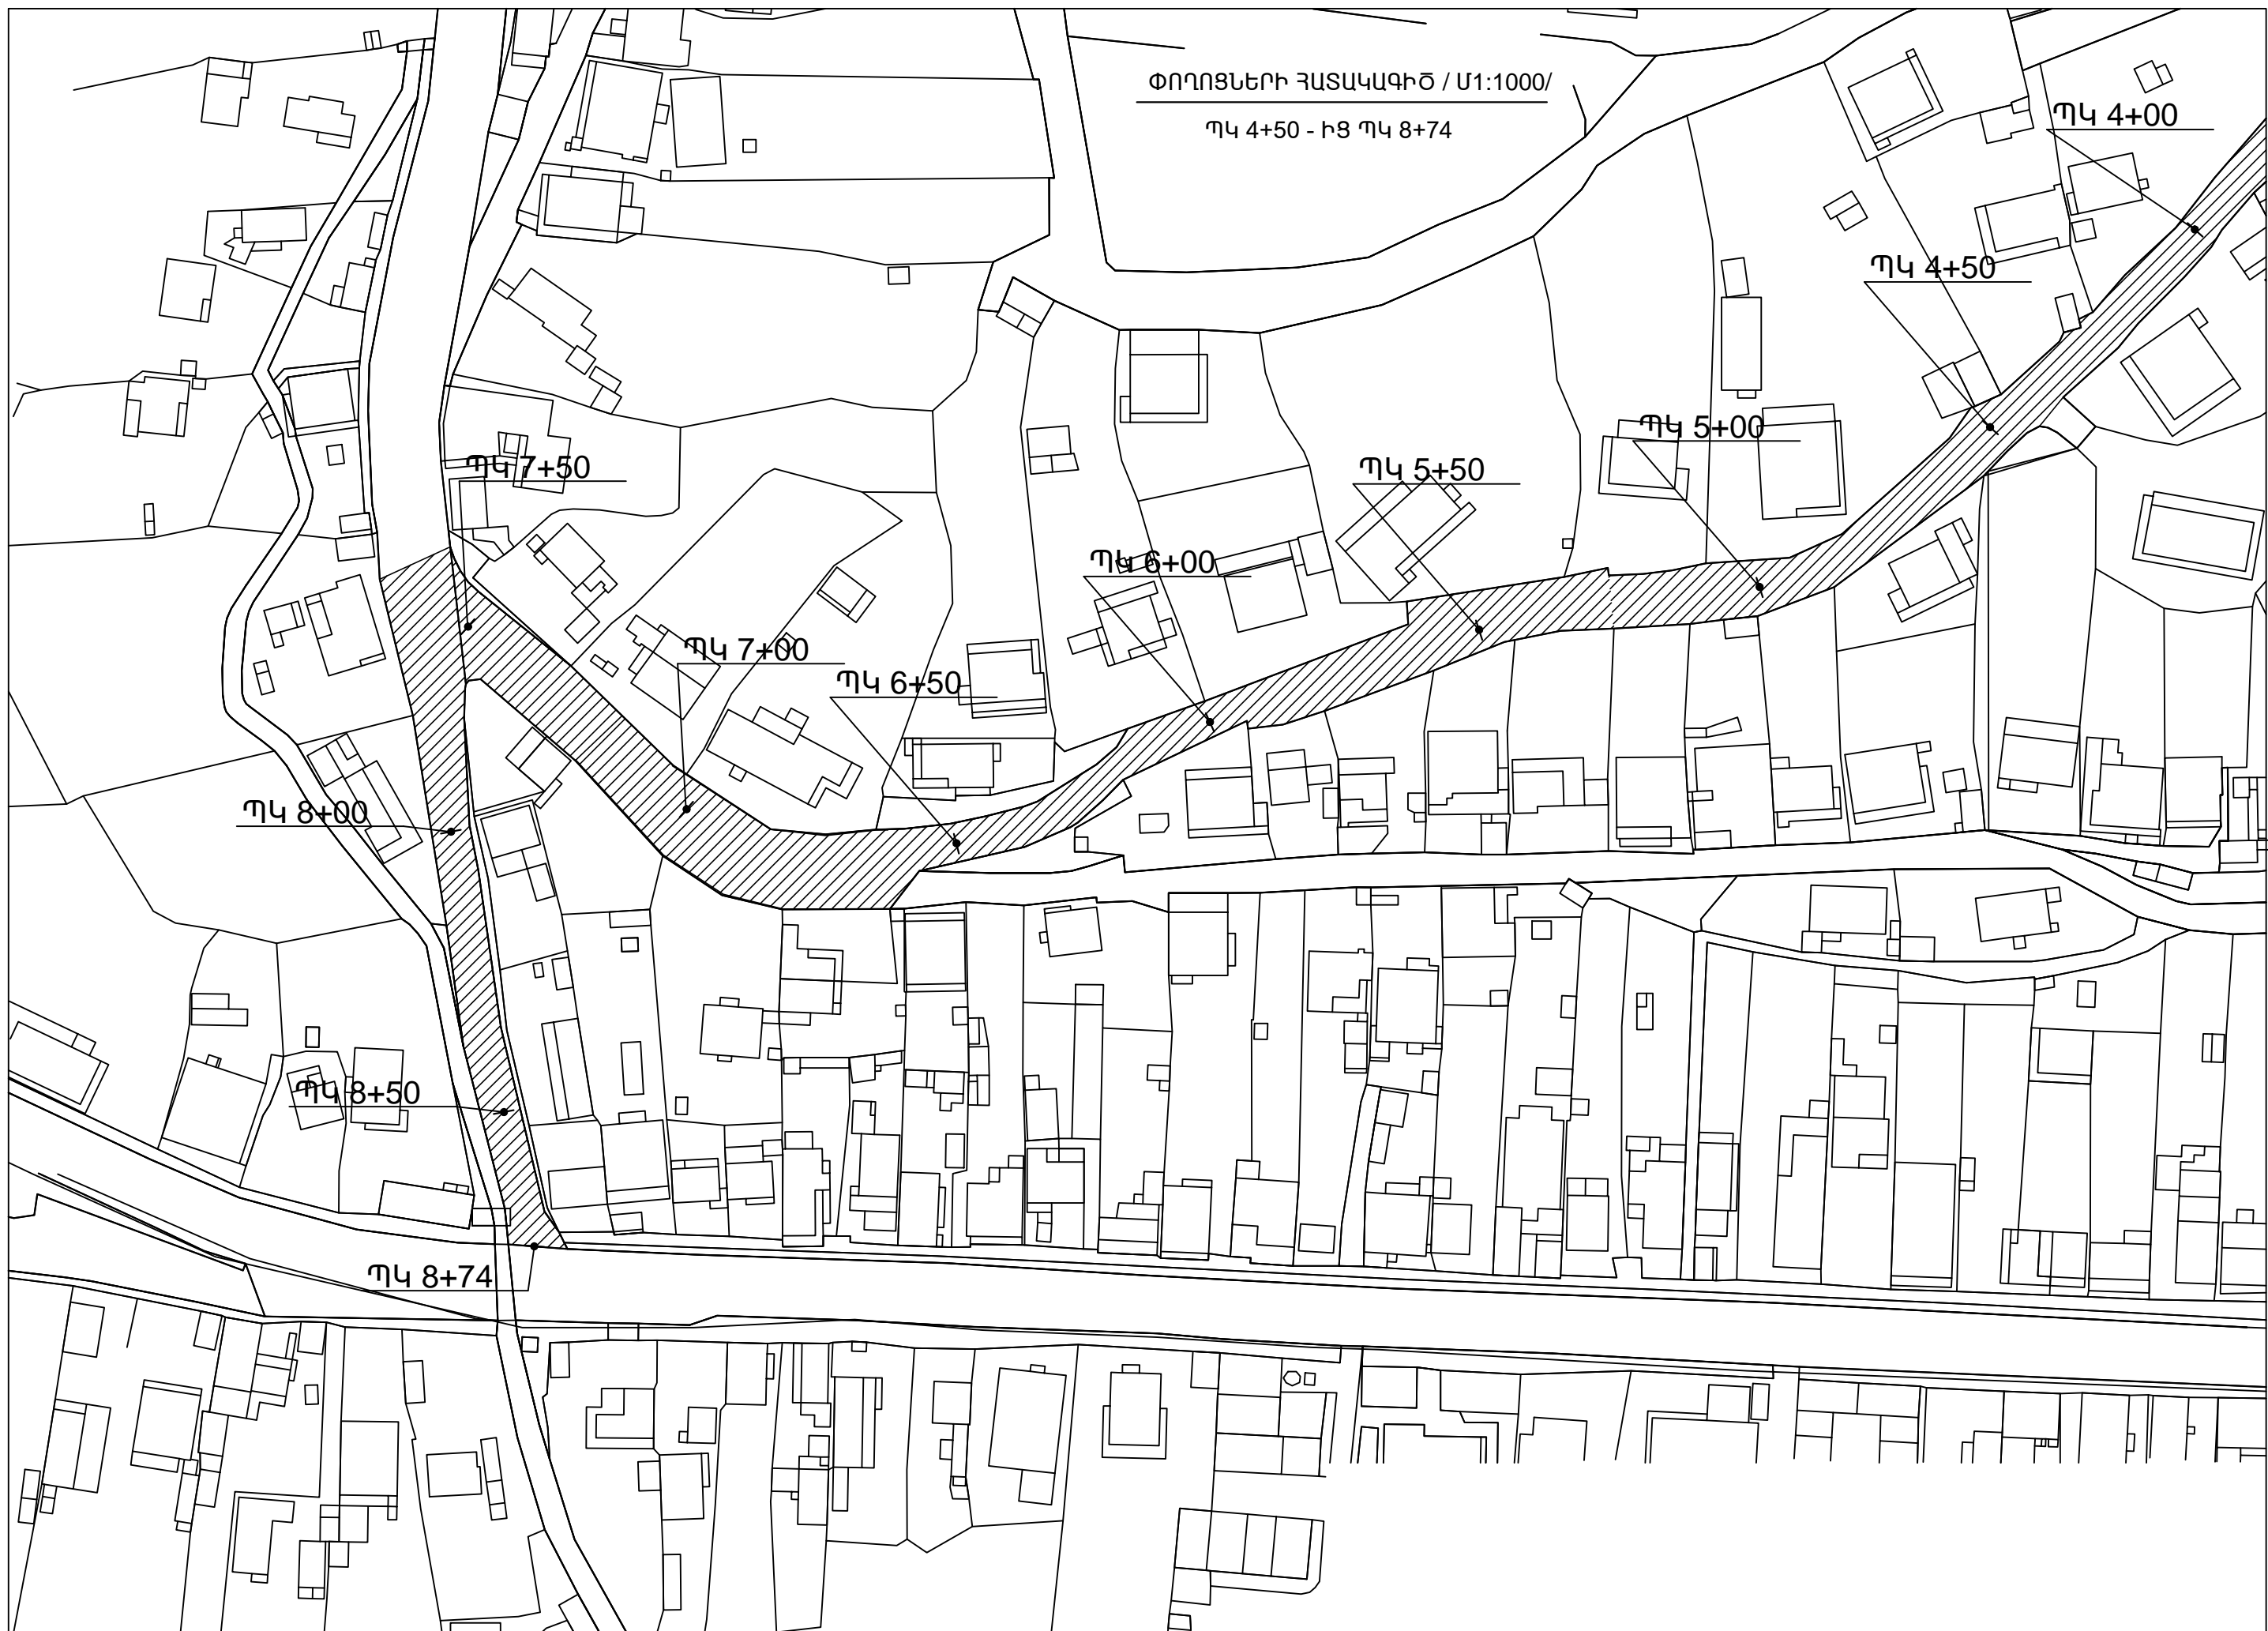 ՓՈՂՈՑՆԵՐԻ ՀԱՏԱԿԱԳԻԾ / Մ1:1000/
ՊԿ 4+50 - ԻՑ ՊԿ 8+74
ՊԿ 4+00
ՊԿ 4+50
ՊԿ 5+00
ՊԿ 5+50
ՊԿ 7+50
ՊԿ 6+00
ՊԿ 7+00
ՊԿ 6+50
ՊԿ 8+00
ՊԿ 8+50
ՊԿ 8+74